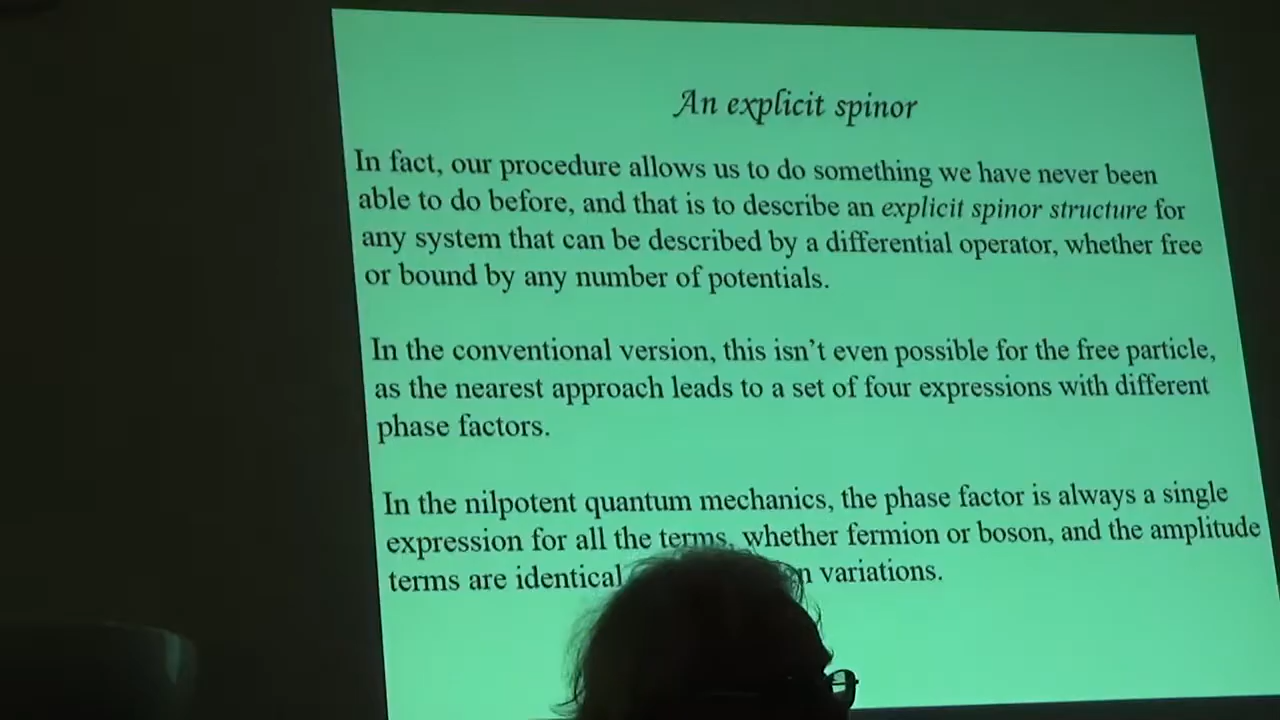 An explicit spinor
In fact, our procedure allows us to do something we have never been
able to do before, and that is to describe an explicit spinor structure for
any system that can be described by a differential operator, whether free
or bound by any number of potentials.
In the conventional version, this isn’t even possible for the free particle,
as the nearest approach leads to a set of four expressions with different
phase factors.
In the nilpotent quantum mechanics, the phase factor is always a single
expression for all the terms, whether fermion or boson, and the amplitude
terms are identical variations.